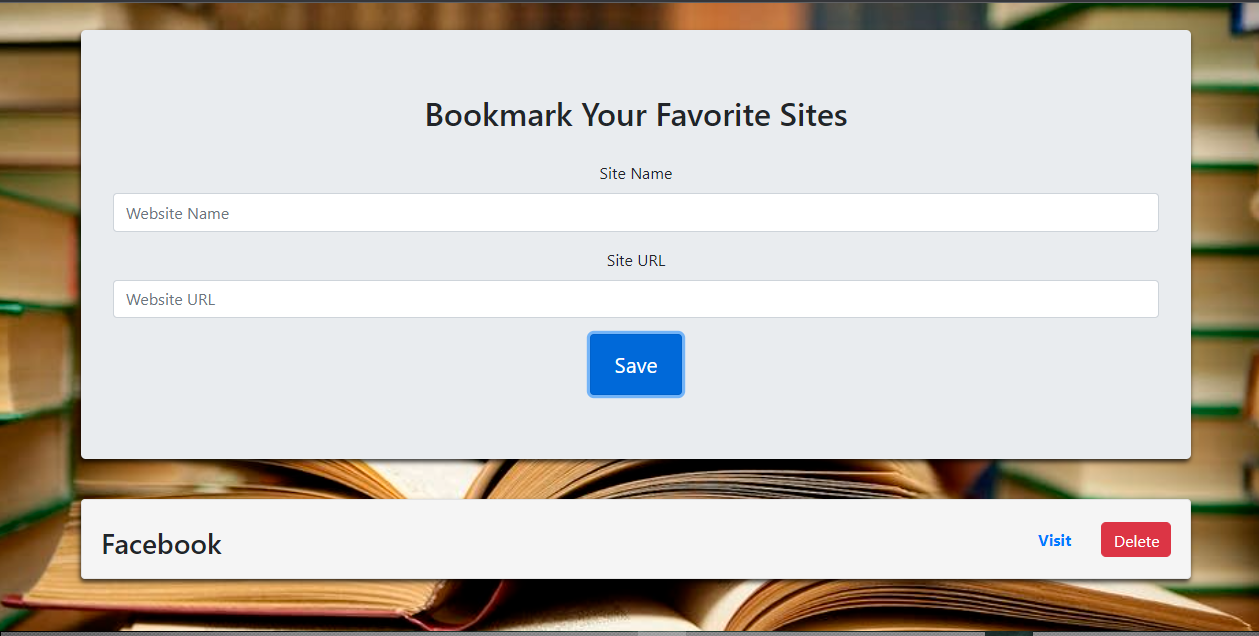 Bookmark Your Favorite Sites
Site Name
Website Name
Site URL
Website URL
Save
Facebook Visit Delete